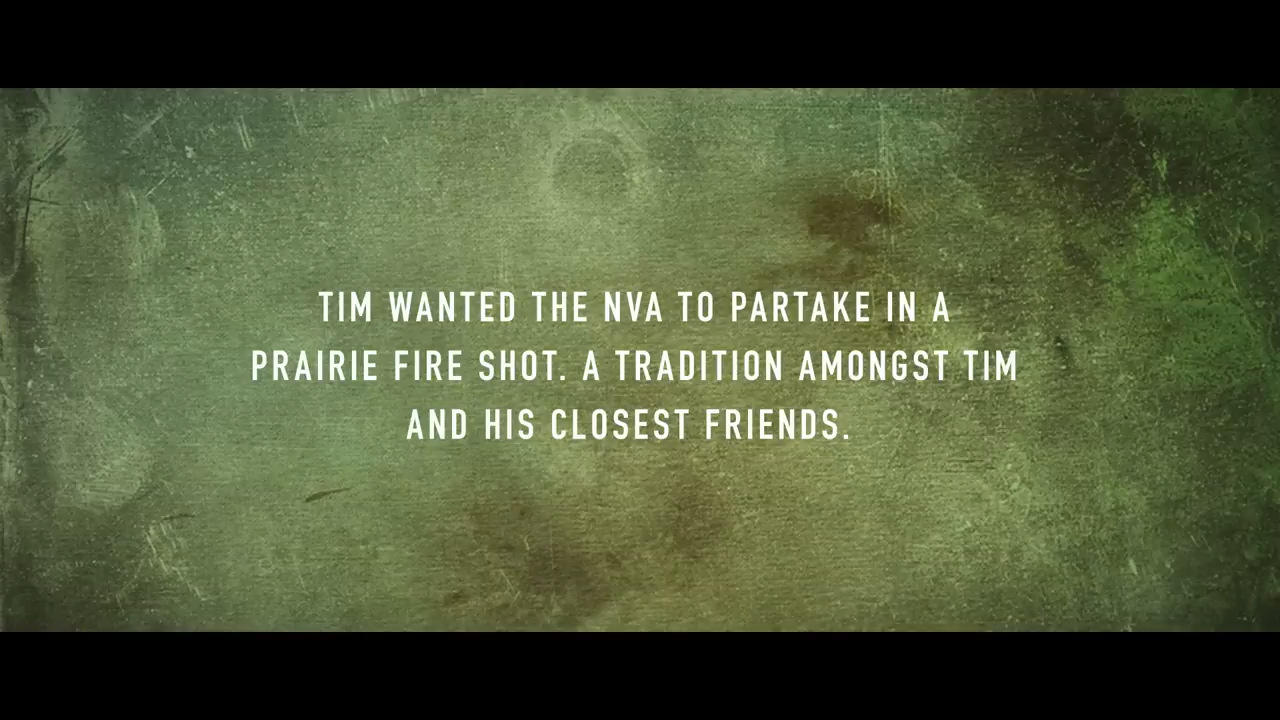 TIM WANTED THE NVA TO PARTAKE IN A
PRAIRIE FIRE SHOT. A TRADITION AMONGST TIM
AND HIS CLOSEST FRIENDS.